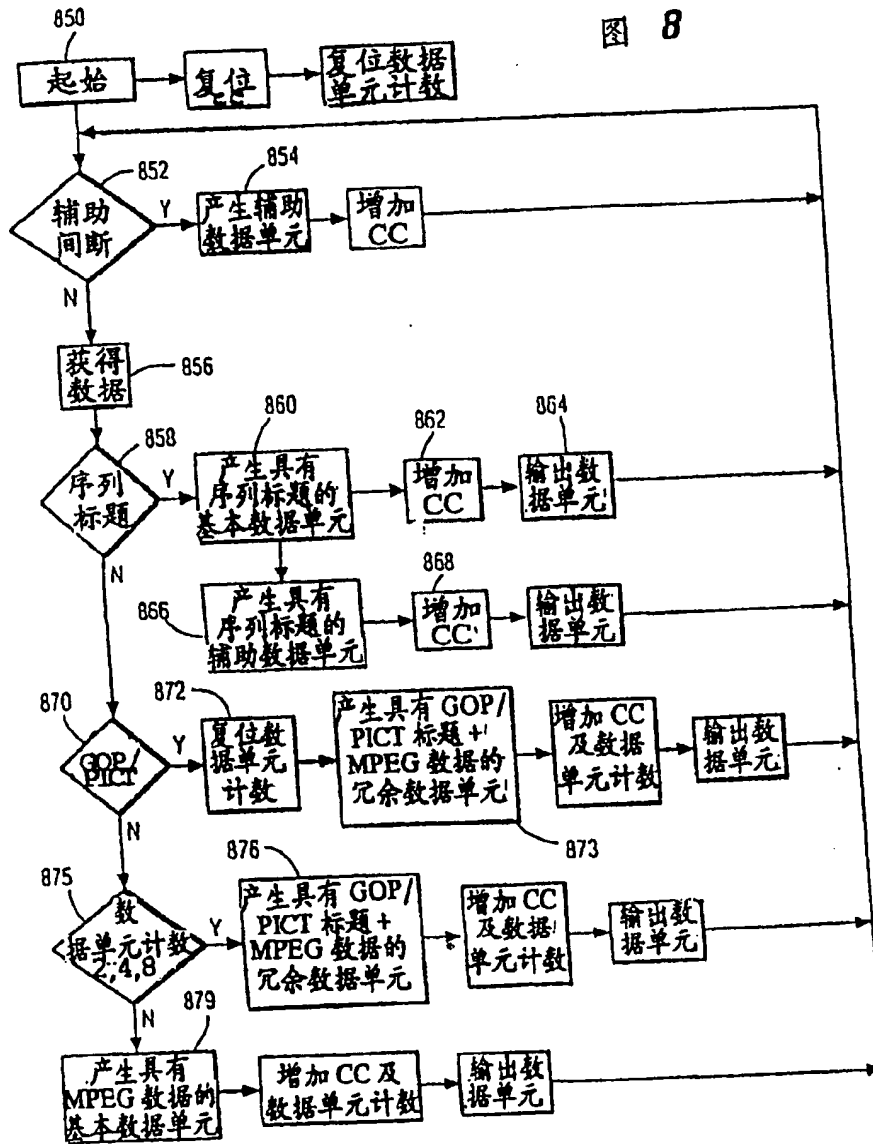 图 8
850
起始
复位
CC
复位数据
单元计数
852
辅助
间断
Y
N
854
产生辅助
数据单元
增加
CC
856
获得
数据
858
序列
标题
Y
N
860
产生具有
序列标题的
基本数据单元
862
增加
CC
864
输出数
据单元
866
产生具有
序列标题的
辅助数据单元
868
增加
CC
输出数
据单元
870
GOP/
PICT
Y
N
872
复位数
据单元
计数
产生具有 GOP/
PICT 标题 +
MPEG 数据的
冗余数据单元
873
增加 CC
及数据
单元计数
输出数
据单元
875
数
据单元计数
2,4,8
Y
N
876
产生具有 GOP/
PICT 标题 +
MPEG 数据的
冗余数据单元
增加 CC
及数据
单元计数
输出数
据单元
879
产生具有
MPEG 数据的
基本数据单元
增加 CC 及
数据单元计数
输出数
据单元